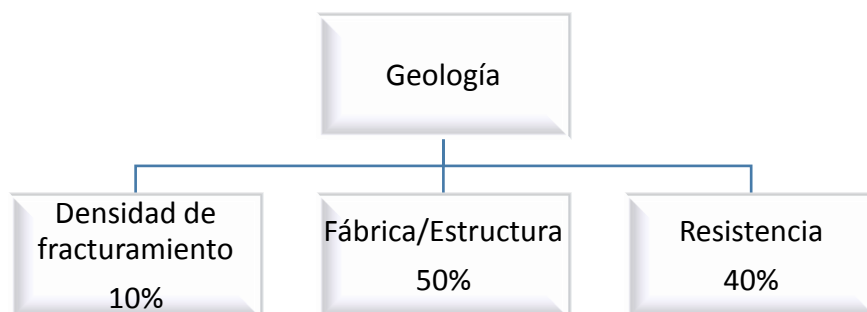 Geología
Densidad de
fracturamiento
10%
Fábrica/Estructura
50%
Resistencia
40%